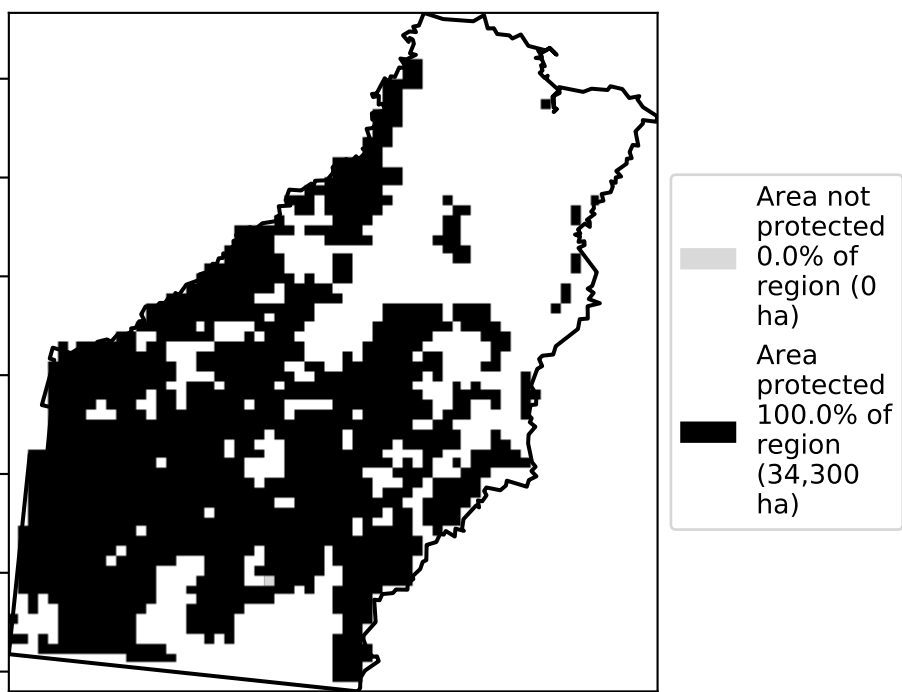 Area not
protected
0.0% of
region (0
ha)
Area
protected
100.0% of
region
(34,300
ha)